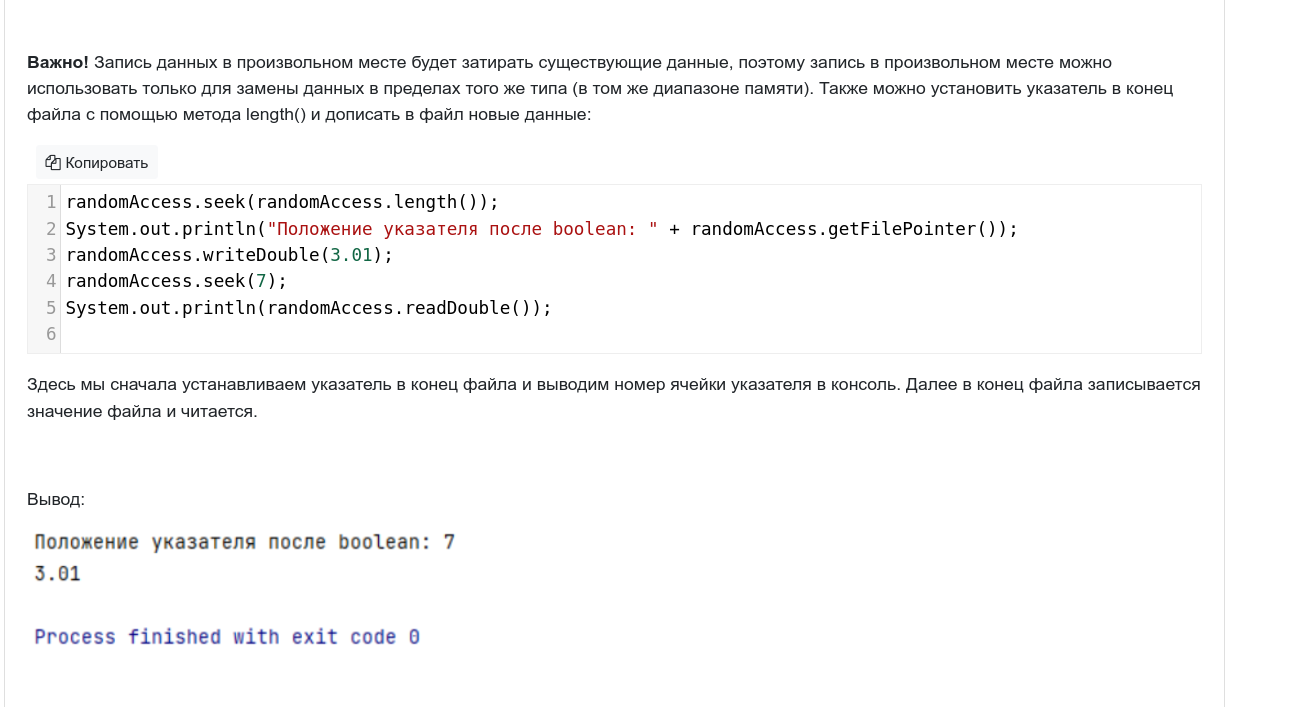 Важно! Запись данных в произвольном месте будет затирать существующие данные, поэтому запись в произвольном месте можно
использовать только для замены данных в пределах того же типа (в том же диапазоне памяти). Также можно установить указатель в конец
файла с помощью метода length() и дописать в файл новые данные:
Копировать
1 randomAccess.seek(randomAccess.length());
2 System.out.println("Положение указателя после boolean: " + randomAccess.getFilePointer());
3 randomAccess.writeDouble(3.01);
4 randomAccess.seek(7);
5 System.out.println(randomAccess.readDouble());
6
Здесь мы сначала устанавливаем указатель в конец файла и выводим номер ячейки указателя в консоль. Далее в конец файла записывается
значение файла и читается.
Вывод:
Положение указателя после boolean: 7
3.01
Process finished with exit code 0